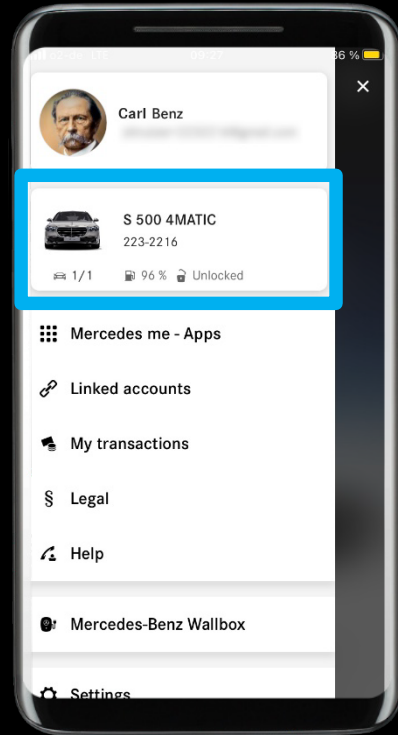 36 %
Carl Benz
S 500 4MATIC
223-2216
1/1 96 % Unlocked
Mercedes me - Apps
Linked accounts
My transactions
§ Legal
Help
Mercedes-Benz Wallbox
Settings